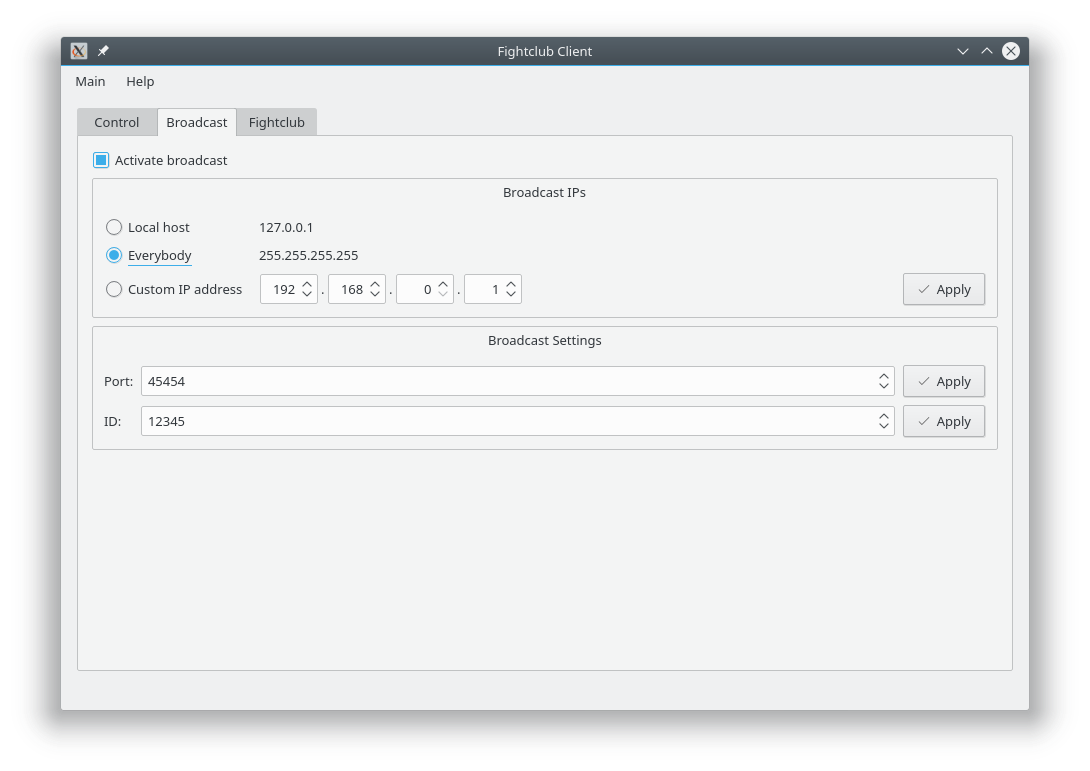 Fightclub Client
Main Help
Control Broadcast Fightclub
Activate broadcast
Broadcast IPs
Local host 127.0.0.1
Everybody 255.255.255.255
Custom IP address 192 . 168 . 0 . 1 Apply
Broadcast Settings
Port: 45454 Apply
ID: 12345 Apply